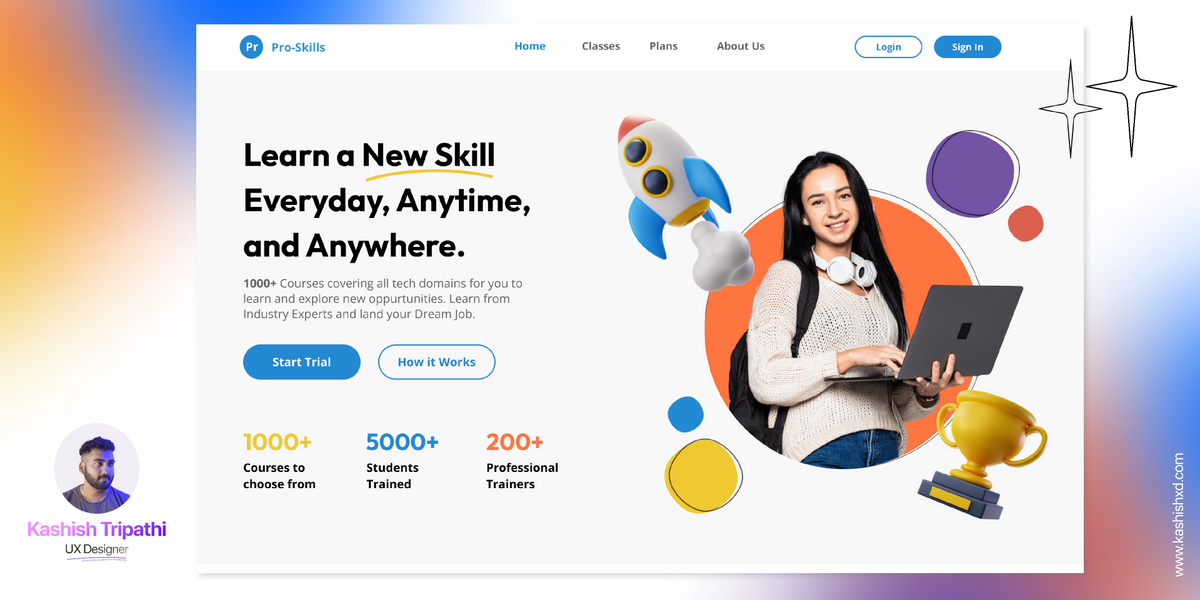 Pr Pro-Skills
Home Classes Plans About Us
Login Sign In
Learn a New Skill
Everyday, Anytime,
and Anywhere.
1000+ Courses covering all tech domains for you to
learn and explore new oppurtunities. Learn from
Industry Experts and land your Dream Job.
Start Trial How it Works
1000+ 5000+ 200+
Courses to Students Professional
choose from Trained Trainers
Kashish Tripathi
UX Designer
www.kashishxd.com